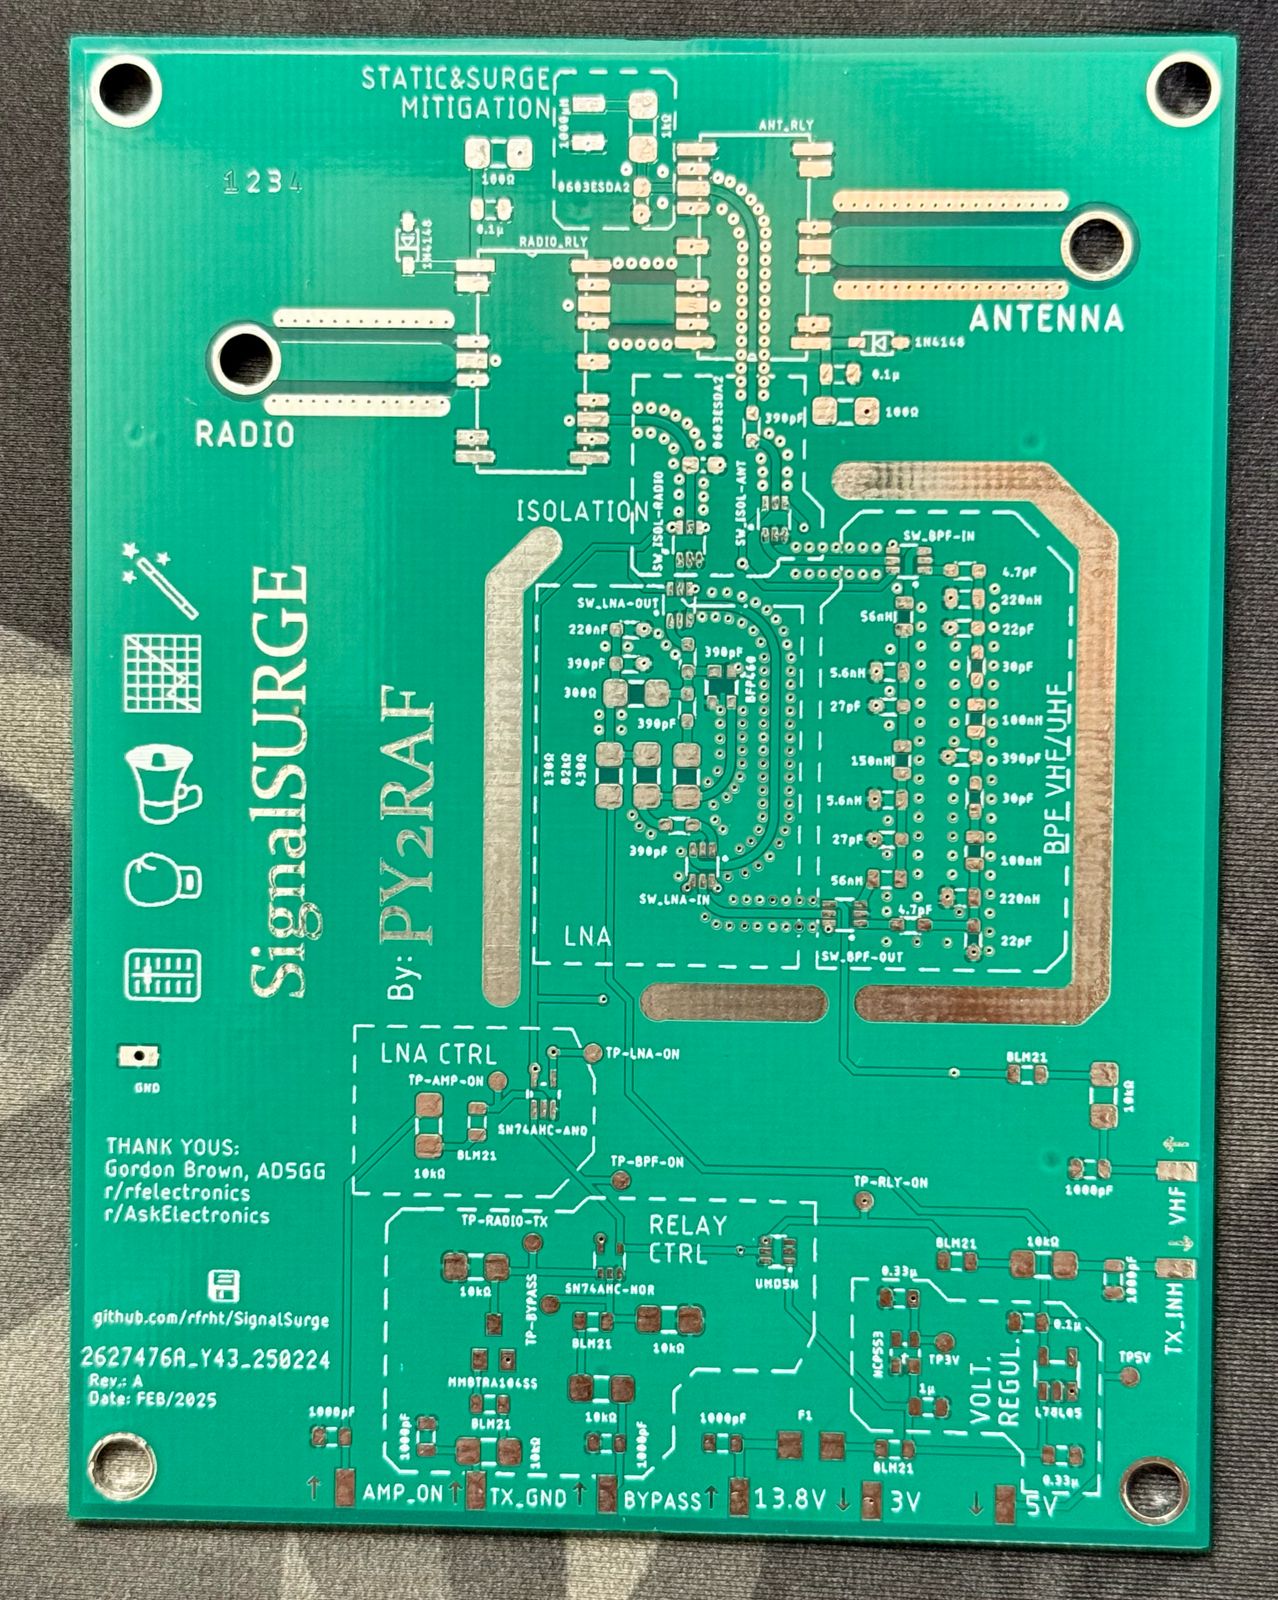 STATIC&SURGE
MITIGATION
1000µH
1kΩ
ANT_RLY
1234
100Ω
0603ESDA2
0.1µ
1N4148
RADIO_RLY
ANTENNA
1N4148
0.1µ
100Ω
RADIO
0603ESDA2
390pF
ISOLATION
SW_ISOL-RADIO
SW_ISOL-ANT
SW_BPF-IN
SW_LNA-OUT
220nF
390pF
300Ω
390pF
390pF
BFP460
130Ω
82kΩ
430Ω
390pF
SW_LNA-IN
LNA
56nH
5.6nH
27pF
150nH
5.6nH
27pF
56nH
4.7pF
SW_BPF-OUT
4.7pF
220nH
22pF
30pF
100nH
390pF
30pF
100nH
220nH
22pF
BPF VHF/UHF
SignalSURGE
By: PY2RAF
GND
LNA CTRL
TP-LNA-ON
TP-AMP-ON
SN74AHC-AND
BLM21
10kΩ
BLM21
10kΩ
1000pF
VHF
THANK YOUS:
Gordon Brown, AD5GG
r/rfelectronics
r/AskElectronics
TP-BPF-ON
TP-RLY-ON
TP-RADIO-TX
RELAY
CTRL
10kΩ
SN74AHC-NOR
UMD5N
BLM21
10kΩ
1000pF
TX_INH
TP-BYPASS
BLM21
10kΩ
MMBTRA104SS
BLM21
10kΩ
10kΩ
1000pF
1000pF
1000pF
1000pF
F1
BLM21
0.33µ
MCP553
TP3V
1µ
VOLT.
REGUL.
0.1µ
L78L05
TP5V
0.33µ
github.com/rfrht/SignalSurge
2627476A_Y43_250224
Rev.: A
Date: FEB/2025
AMP_ON
TX_GND
BYPASS
13.8V
3V
5V